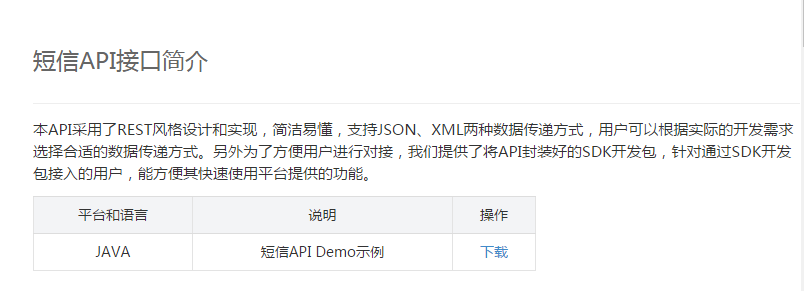 短信API接口简介
本API采用了REST风格设计和实现，简洁易懂，支持JSON、XML两种数据传递方式，用户可以根据实际的开发需求
选择合适的数据传递方式。另外为了方便用户进行对接，我们提供了将API封装好的SDK开发包，针对通过SDK开发
包接入的用户，能方便其快速使用平台提供的功能。
平台和语言 说明 操作
JAVA 短信API Demo示例 下载